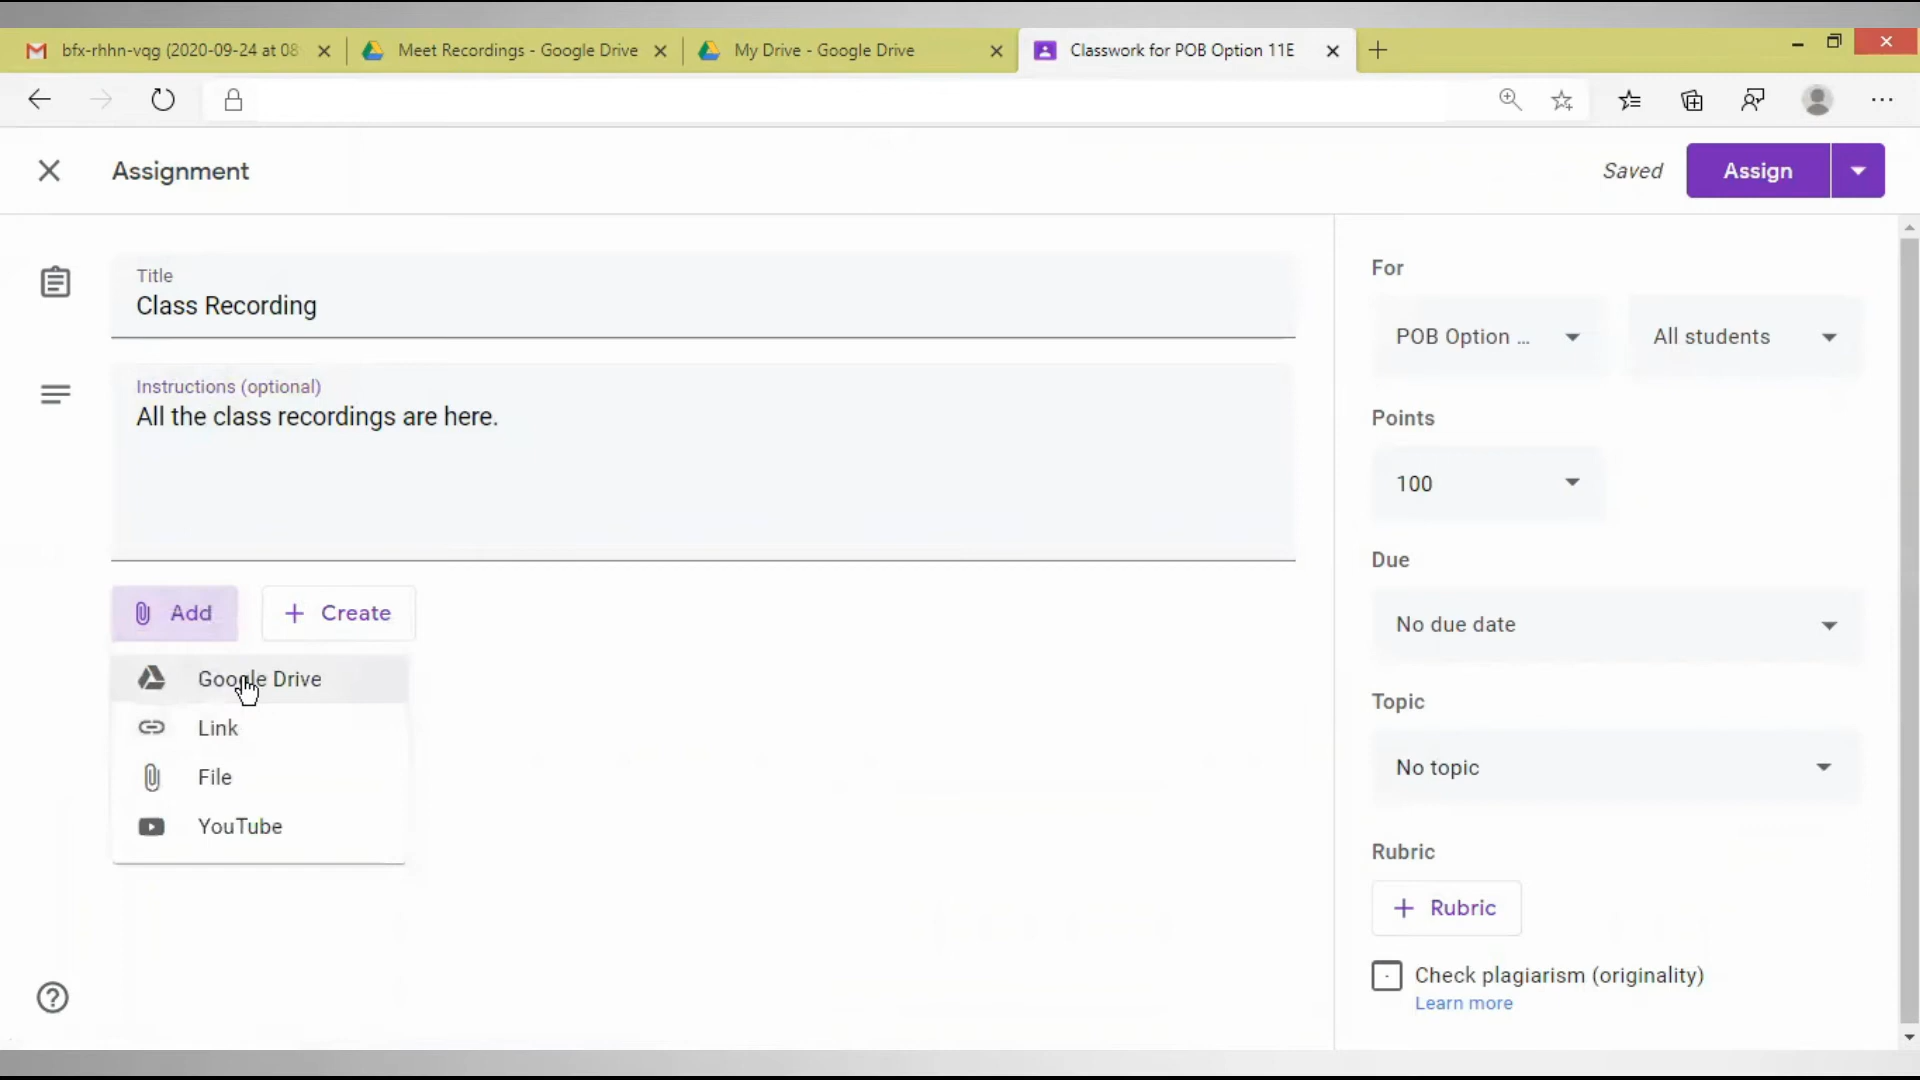 bfx-rhhn-vqg (2020-09-24 at 08
Meet Recordings - Google Drive
My Drive - Google Drive
Classwork for POB Option 11E
Assignment
Saved
Assign
Title
Class Recording
Instructions (optional)
All the class recordings are here.
Add
Create
Google Drive
Link
File
YouTube
For
POB Option ...
All students
Points
100
Due
No due date
Topic
No topic
Rubric
Rubric
Check plagiarism (originality)
Learn more